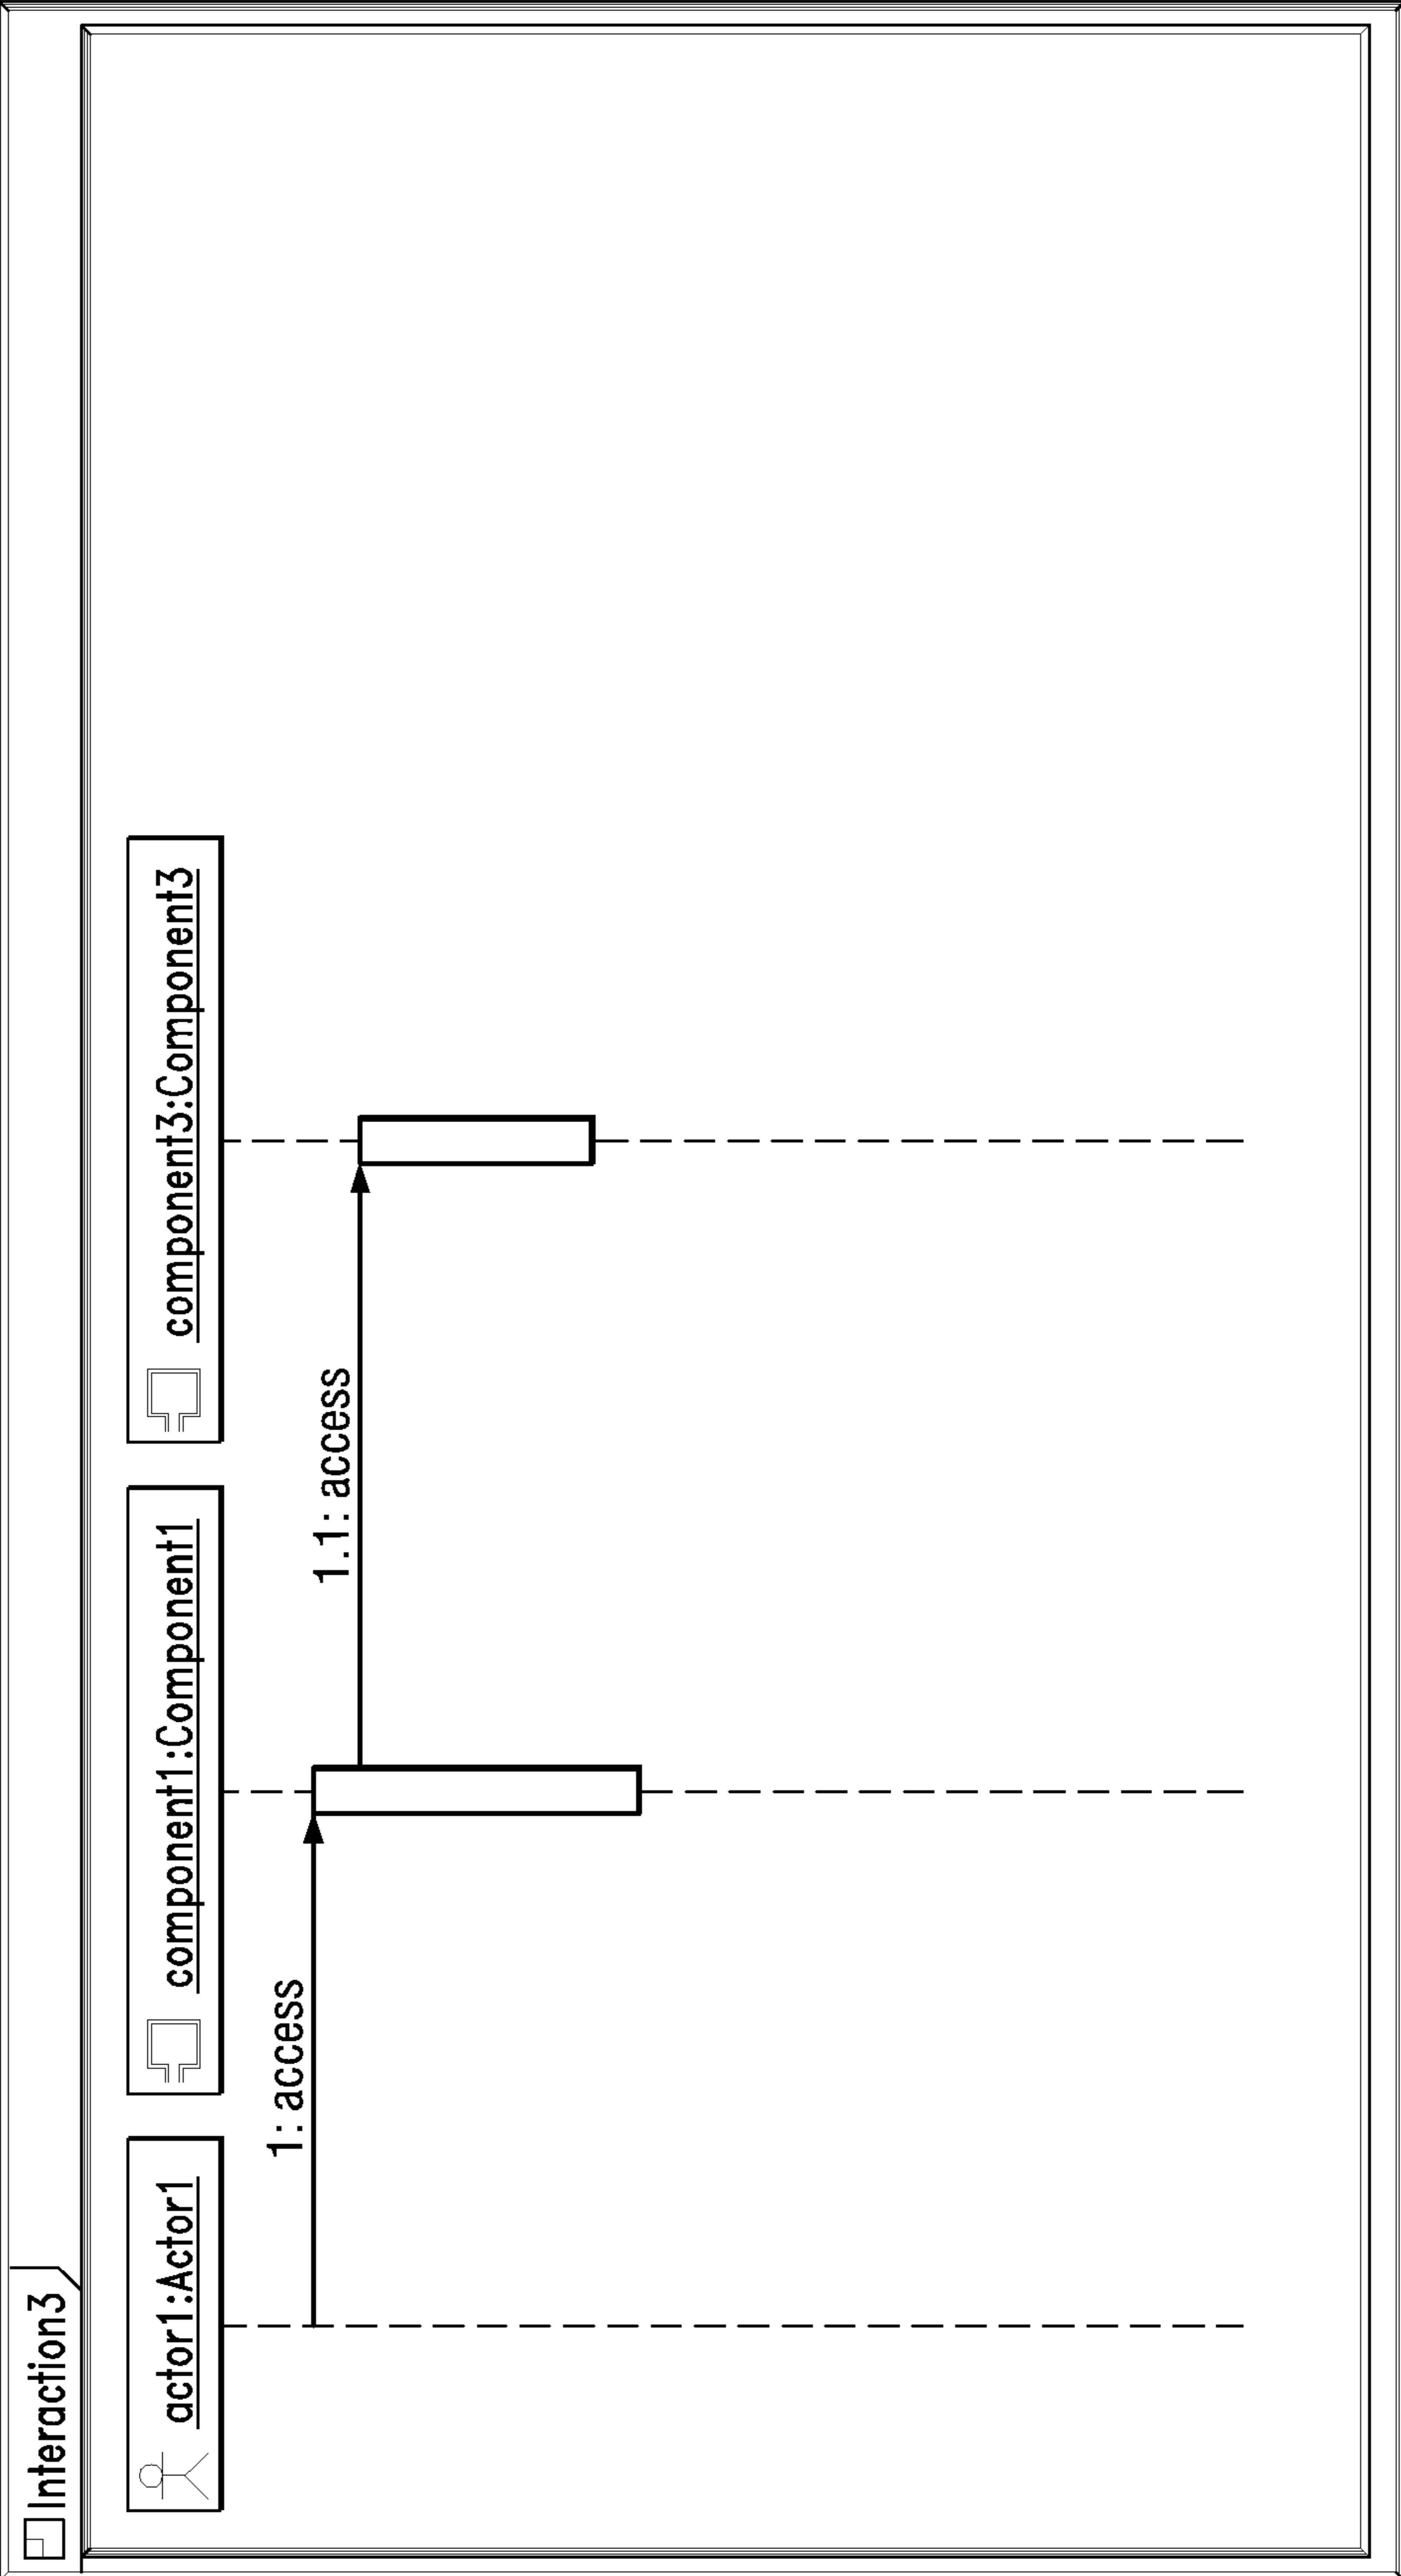 Interaction3
actor1:Actor1
component1:Component1
component3:Component3
1: access
1.1: access